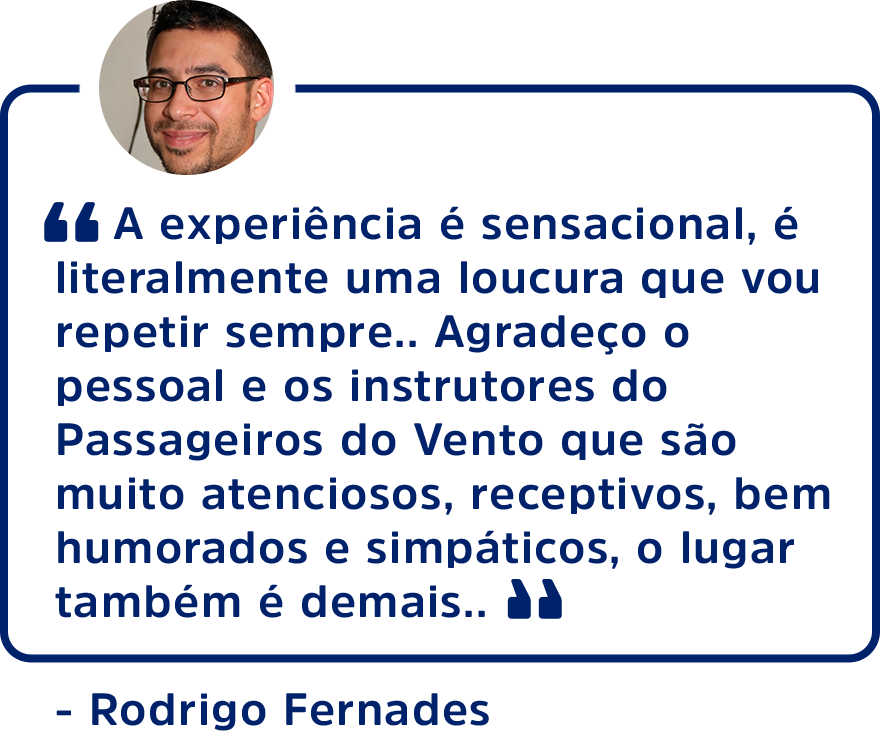 ❝ A experiência é sensacional, é
literalmente uma loucura que vou
repetir sempre.. Agradeço o
pessoal e os instrutores do
Passageiros do Vento que são
muito atenciosos, receptivos, bem
humorados e simpáticos, o lugar
também é demais.. ❞
- Rodrigo Fernades